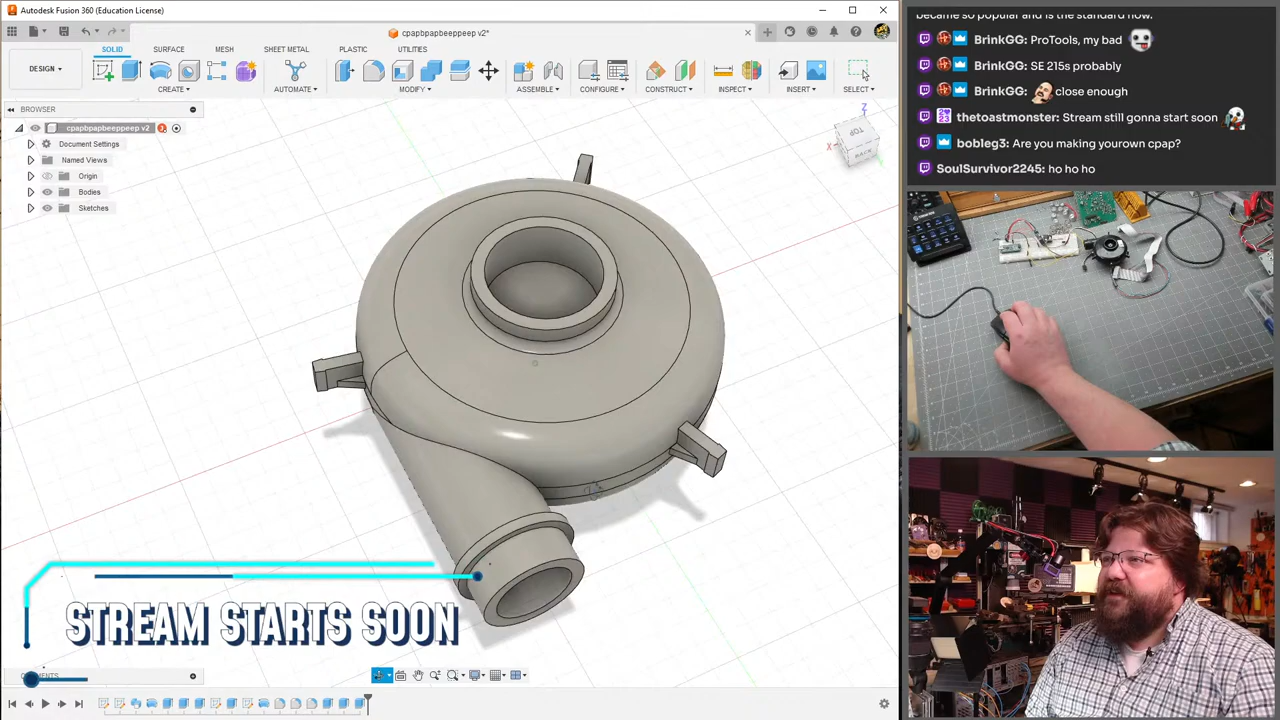 Autodesk Fusion 360 (Education License)
cpapbpapbeeppeep v2*
SOLID SURFACE MESH SHEET METAL PLASTIC UTILITIES
DESIGN
CREATE AUTOMATE MODIFY ASSEMBLE CONFIGURE CONSTRUCT INSPECT INSERT SELECT
BROWSER
cpapbpapbeeppeep v2
Document Settings
Named Views
Origin
Bodies
Sketches
Z
X
TOP
BACK
STREAM STARTS SOON
became so popular and is the standard now.
BrinkGG: ProTools, my bad
BrinkGG: SE 215s probably
BrinkGG: close enough
thetoastmonster: Stream still gonna start soon
bobleg3: Are you making yourown cpap?
SoulSurvivor2245: ho ho ho